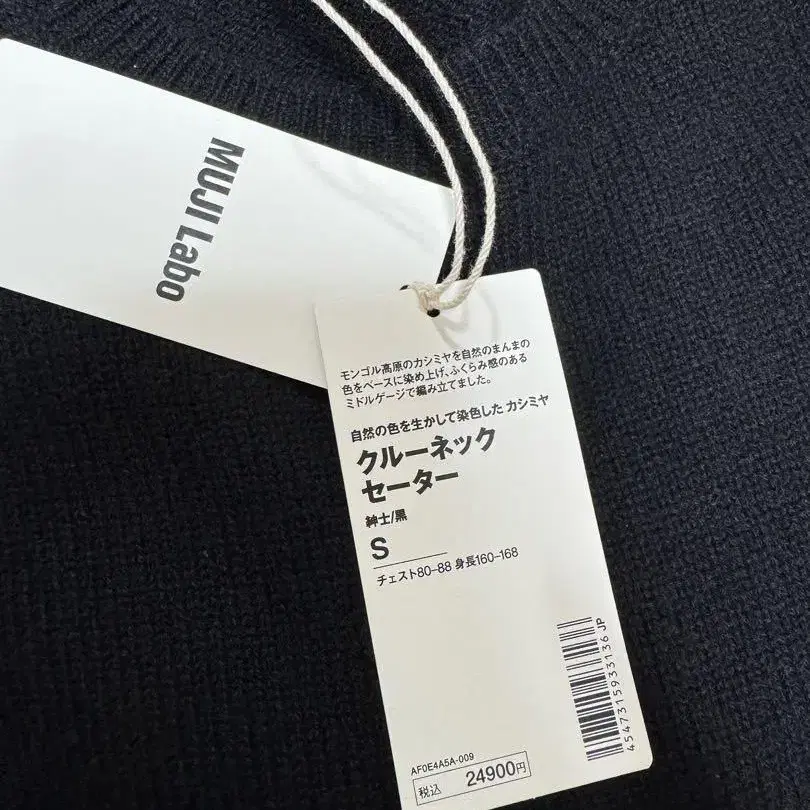 MUJI Labo
モンゴル高原のカシミヤを自然のまんまの
色をベースに染め上げ、ふくらみ感のある
ミドルゲージで編み立てました。
自然の色を生かして染色した カシミヤ
クルーネック
セーター
紳士/黒
S
チェスト80-88 身長160-168
4547315933136 JP
AF0E4A5A-009
税込 24900円